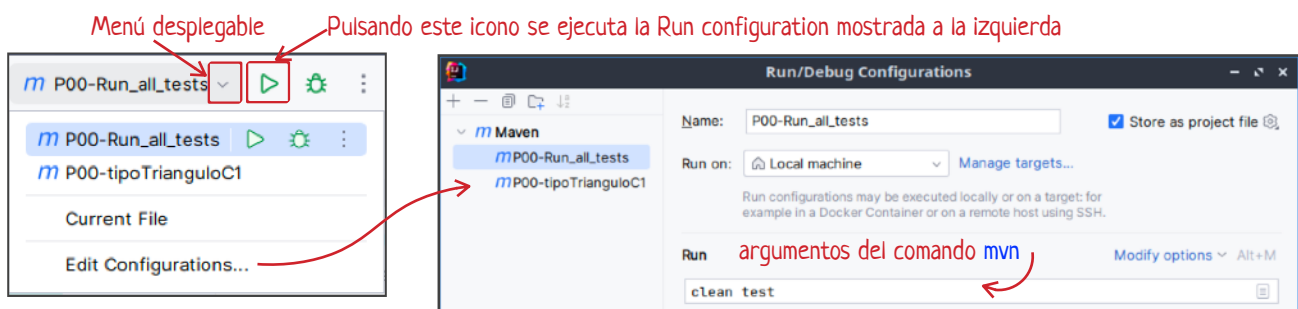 Menú desplegable
Pulsando este icono se ejecuta la Run configuration mostrada a la izquierda
m P00-Run_all_tests
m P00-Run_all_tests
m P00-tipoTrianguloC1
Current File
Edit Configurations...
Run/Debug Configurations
m Maven
m P00-Run_all_tests
m P00-tipoTrianguloC1
Name: P00-Run_all_tests Store as project file
Run on: Local machine Manage targets...
Run configurations may be executed locally or on a target: for
example in a Docker Container or on a remote host using SSH.
Run argumentos del comando mvn Modify options Alt+M
clean test